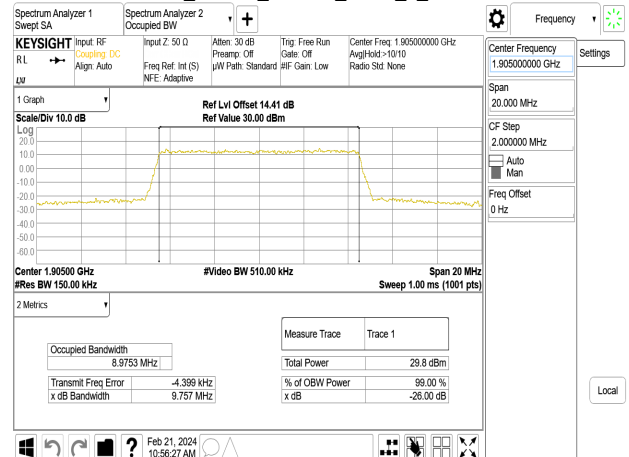 Spectrum Analyzer 1
Swept SA
Spectrum Analyzer 2
Occupied BW
▼
+
Frequency
▼
KEYSIGHT
RL
Input: RF
Coupling: DC
Align: Auto
Input Z: 50 Ω
Freq Ref: Int (S)
NFE: Adaptive
Atten: 30 dB
Preamp: Off
µW Path: Standard
Trig: Free Run
Gate: Off
#IF Gain: Low
Center Freq: 1.905000000 GHz
Avg|Hold:>10/10
Radio Std: None
Center Frequency
1.905000000 GHz
Settings
Span
20.000 MHz
CF Step
2.000000 MHz
Auto
Man
Freq Offset
0 Hz
Local
1 Graph
▼
Scale/Div 10.0 dB
Ref Lvl Offset 14.41 dB
Ref Value 30.00 dBm
Log
20.0
10.0
0.00
-10.0
-20.0
-30.0
-40.0
-50.0
-60.0
Center 1.90500 GHz
#Video BW 510.00 kHz
Span 20 MHz
#Res BW 150.00 kHz
Sweep 1.00 ms (1001 pts)
2 Metrics
▼
Measure Trace
Trace 1
Occupied Bandwidth
8.9753 MHz
Total Power
29.8 dBm
Transmit Freq Error
-4.399 kHz
% of OBW Power
99.00 %
x dB Bandwidth
9.757 MHz
x dB
-26.00 dB
?
Feb 21, 2024
10:56:27 AM